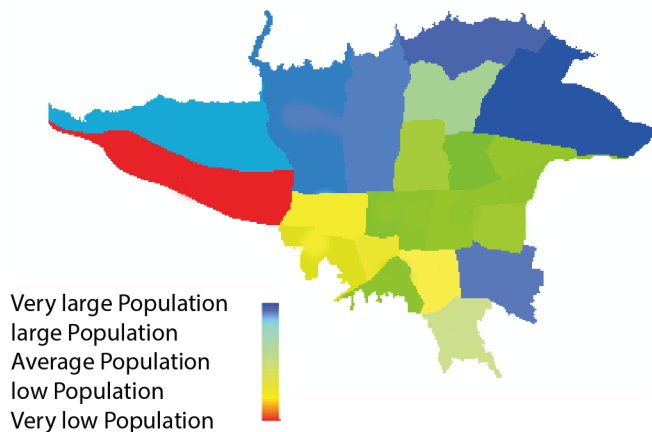 Very large Population
large Population
Average Population
low Population
Very low Population